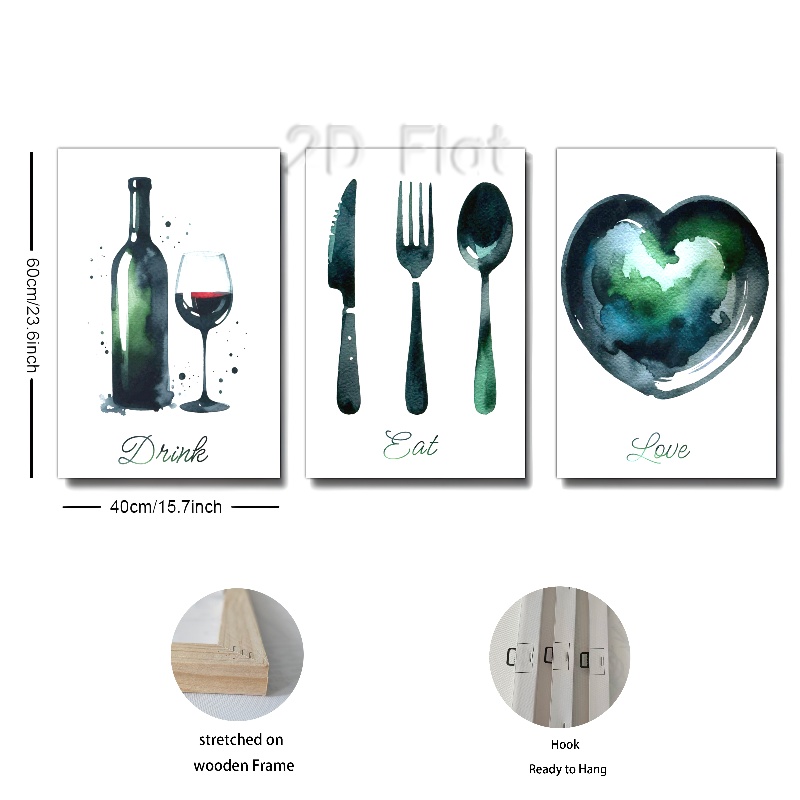 2D Flat
60cm/23.6inch
Drink
Eat
Love
40cm/15.7inch
stretched on
wooden Frame
Hook
Ready to Hang